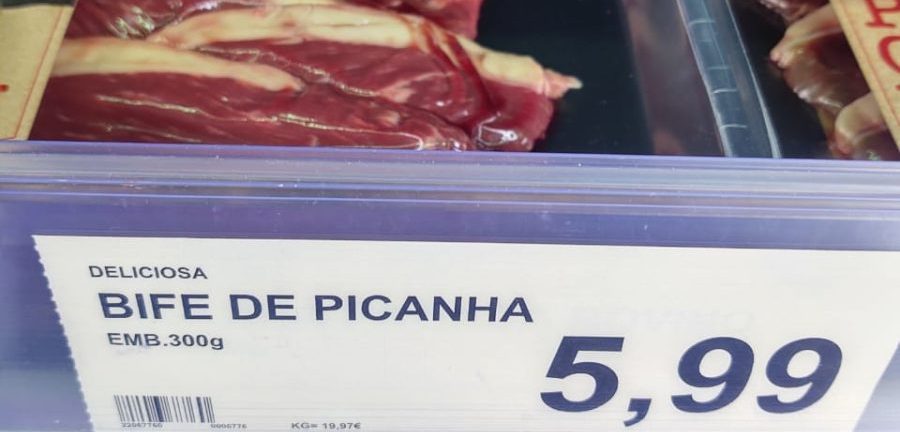 DELICIOSA
BIFE DE PICANHA
EMB.300g
5,99
KG= 19,97€